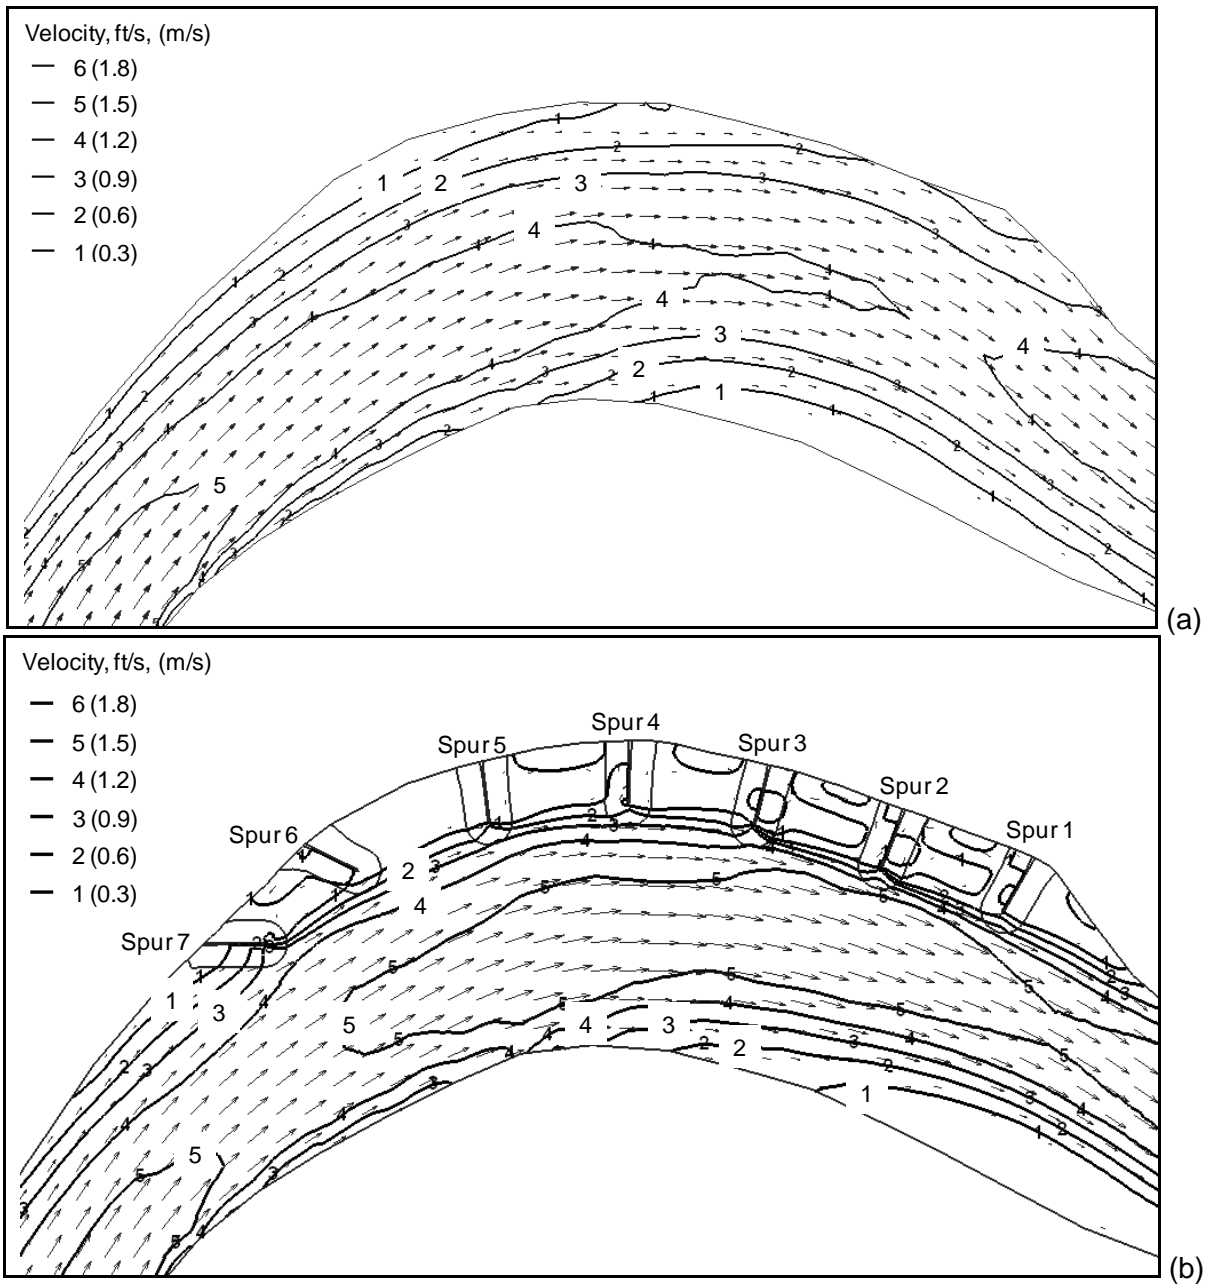 Velocity, ft/s, (m/s)
6 (1.8)
5 (1.5)
4 (1.2)
3 (0.9)
2 (0.6)
1 (0.3)
1
2
3
4
4
3
2
1
4
5
(a)
Velocity, ft/s, (m/s)
6 (1.8)
5 (1.5)
4 (1.2)
3 (0.9)
2 (0.6)
1 (0.3)
Spur 4
Spur 5
Spur 3
Spur 2
Spur 6
Spur 1
Spur 7
2
4
1
3
5
4
3
2
1
5
(b)